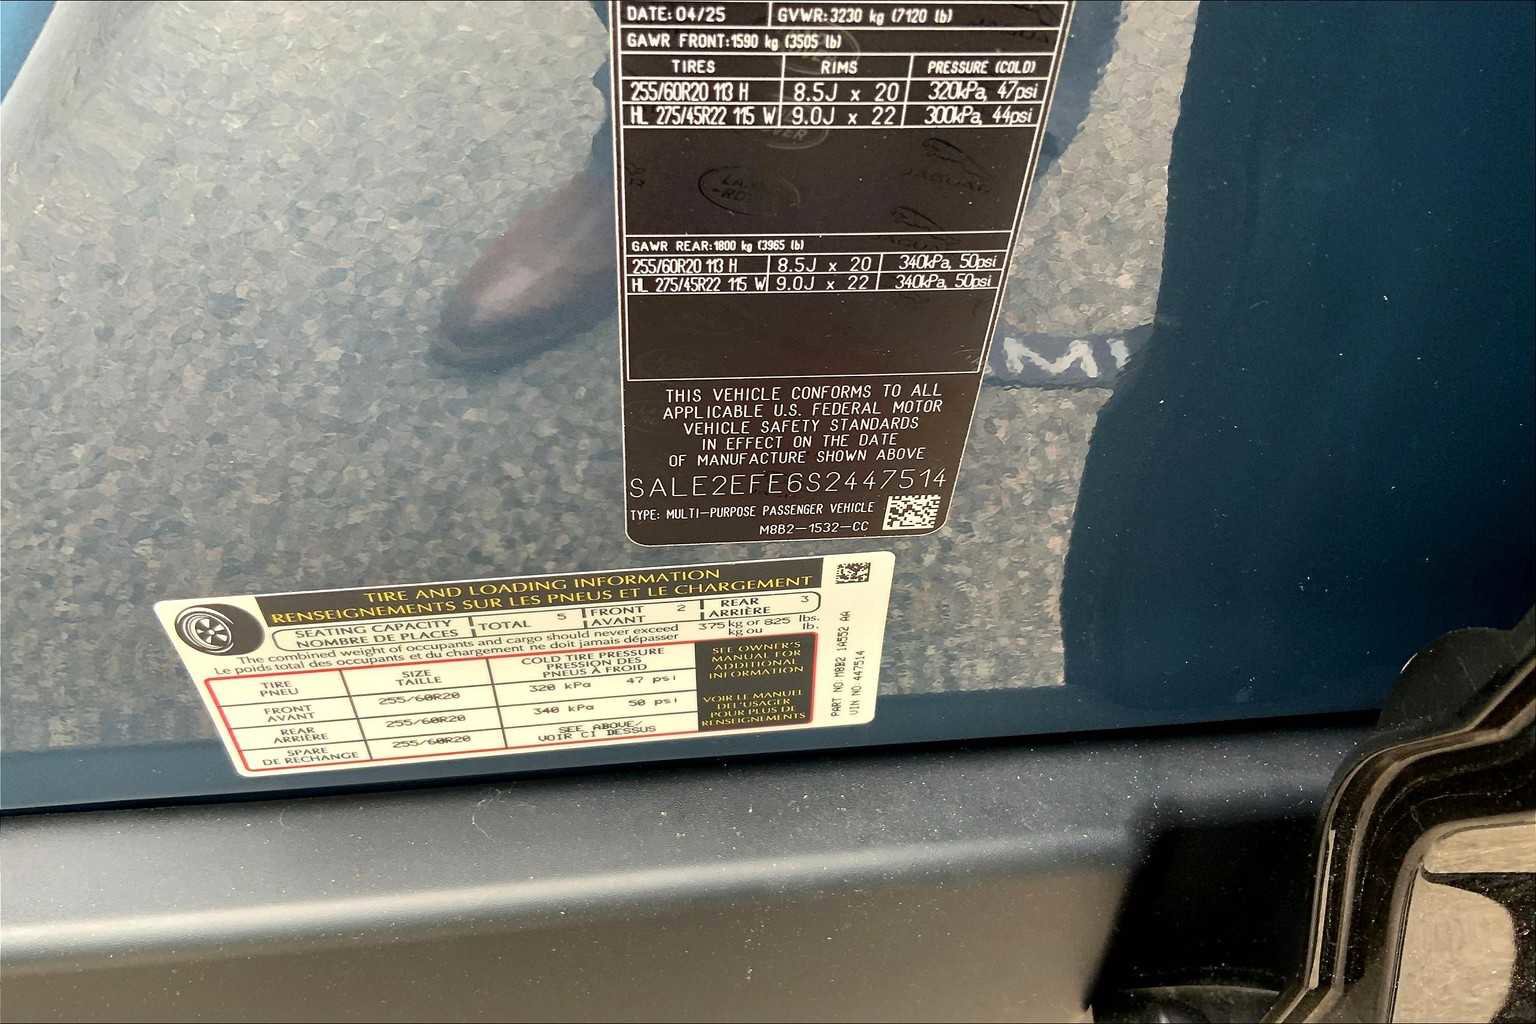 DATE: 04/25 GVWR: 3230 kg (7120 lb)
GAWR FRONT: 1590 kg (3505 lb)
TIRES RIMS PRESSURE (COLD)
255/60R20 113 H 8.5J x 20 320kPa, 47psi
HL 275/45R22 115 W 9.0J x 22 300kPa, 44psi
JAGUAR
GAWR REAR: 1800 kg (3965 lb)
255/60R20 113 H 8.5J x 20 340kPa, 50psi
HL 275/45R22 115 W 9.0J x 22 340kPa, 50psi
THIS VEHICLE CONFORMS TO ALL
APPLICABLE U.S. FEDERAL MOTOR
VEHICLE SAFETY STANDARDS
IN EFFECT ON THE DATE
OF MANUFACTURE SHOWN ABOVE
SALE2EFE6S2447514
TYPE: MULTI-PURPOSE PASSENGER VEHICLE
M8B2-1532-CC
TIRE AND LOADING INFORMATION
RENSEIGNEMENTS SUR LES PNEUS ET LE CHARGEMENT
SEATING CAPACITY TOTAL 5 FRONT 2 REAR 3
NOMBRE DE PLACES AVANT ARRIÈRE
The combined weight of occupants and cargo should never exceed 375 kg or 825 lbs.
Le poids total des occupants et du chargement ne doit jamais dépasser kg ou lb.
TIRE SIZE COLD TIRE PRESSURE
PNEU TAILLE PRESSION DES
PNEUS À FROID
FRONT 255/60R20 320 kPa 47 psi
AVANT
REAR 255/60R20 340 kPa 50 psi
ARRIÈRE
SPARE 255/60R20 SEE ABOVE/
DE RECHANGE VOIR CI DESSUS
SEE OWNER'S
MANUAL FOR
ADDITIONAL
INFORMATION
VOIR LE MANUEL
DE L'USAGER
POUR PLUS DE
RENSEIGNEMENTS
PART NO: M8B2 1A552 AA
VIN NO: 447514